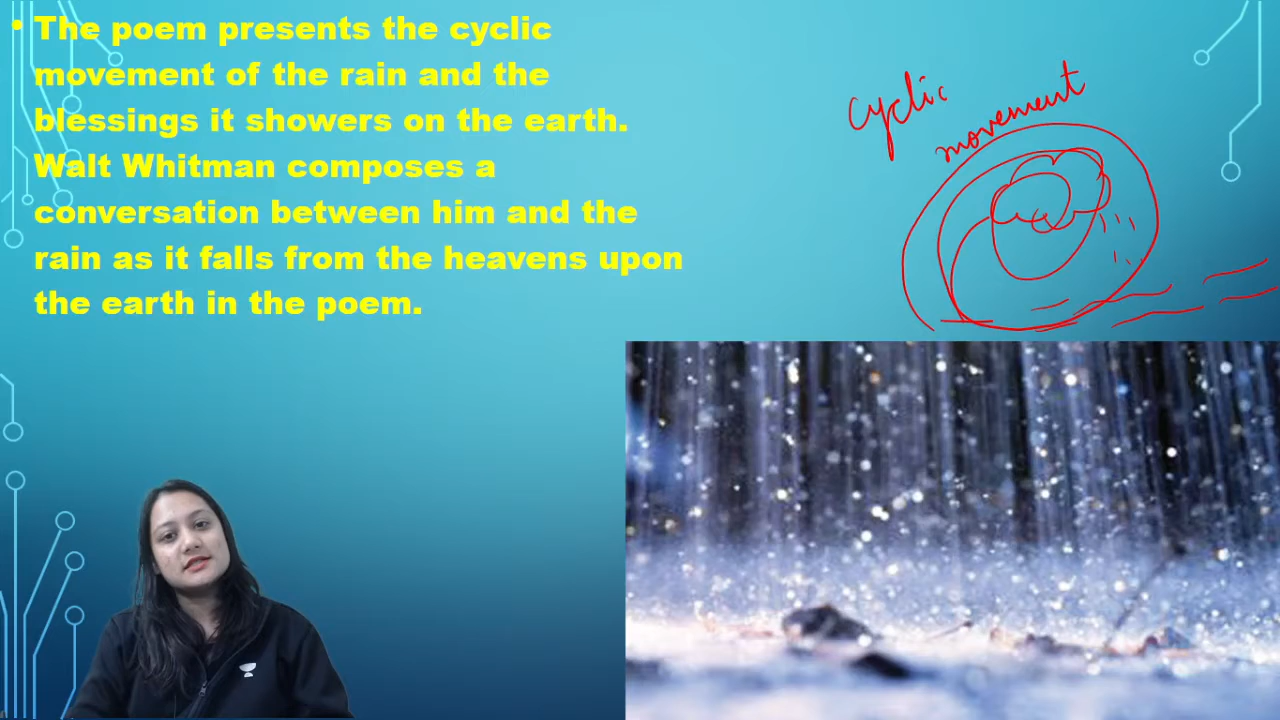 The poem presents the cyclic
movement of the rain and the
blessings it showers on the earth.
Walt Whitman composes a
conversation between him and the
rain as it falls from the heavens upon
the earth in the poem.
cyclic
movement